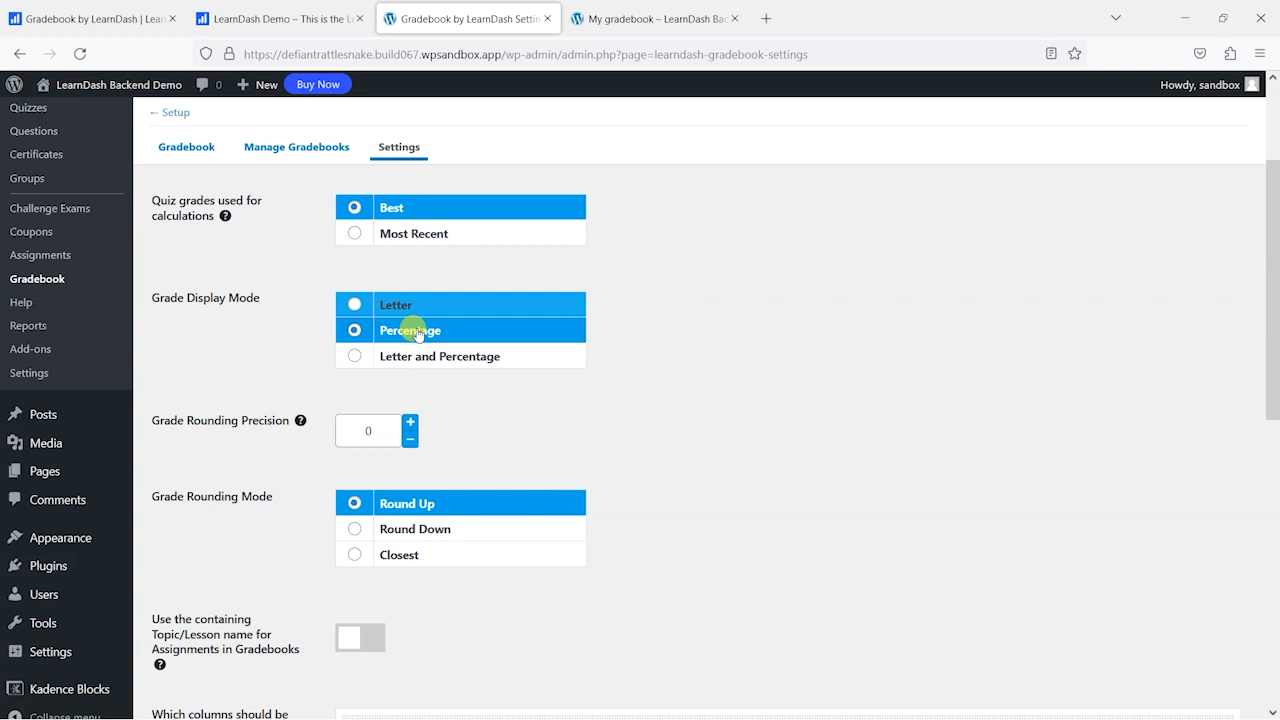 Gradebook by LearnDash | Lear
LearnDash Demo – This is the L
Gradebook by LearnDash Settin
My gradebook – LearnDash Bac
https://defiantrattlesnake.build067.wpsandbox.app/wp-admin/admin.php?page=learndash-gradebook-settings
LearnDash Backend Demo
0
New
Buy Now
Howdy, sandbox
Quizzes
Questions
Certificates
Groups
Challenge Exams
Coupons
Assignments
Gradebook
Help
Reports
Add-ons
Settings
Posts
Media
Pages
Comments
Appearance
Plugins
Users
Tools
Settings
Kadence Blocks
Collapse menu
← Setup
Gradebook
Manage Gradebooks
Settings
Quiz grades used for
calculations
Best
Most Recent
Grade Display Mode
Letter
Percentage
Letter and Percentage
Grade Rounding Precision
0
Grade Rounding Mode
Round Up
Round Down
Closest
Use the containing
Topic/Lesson name for
Assignments in Gradebooks
Which columns should be